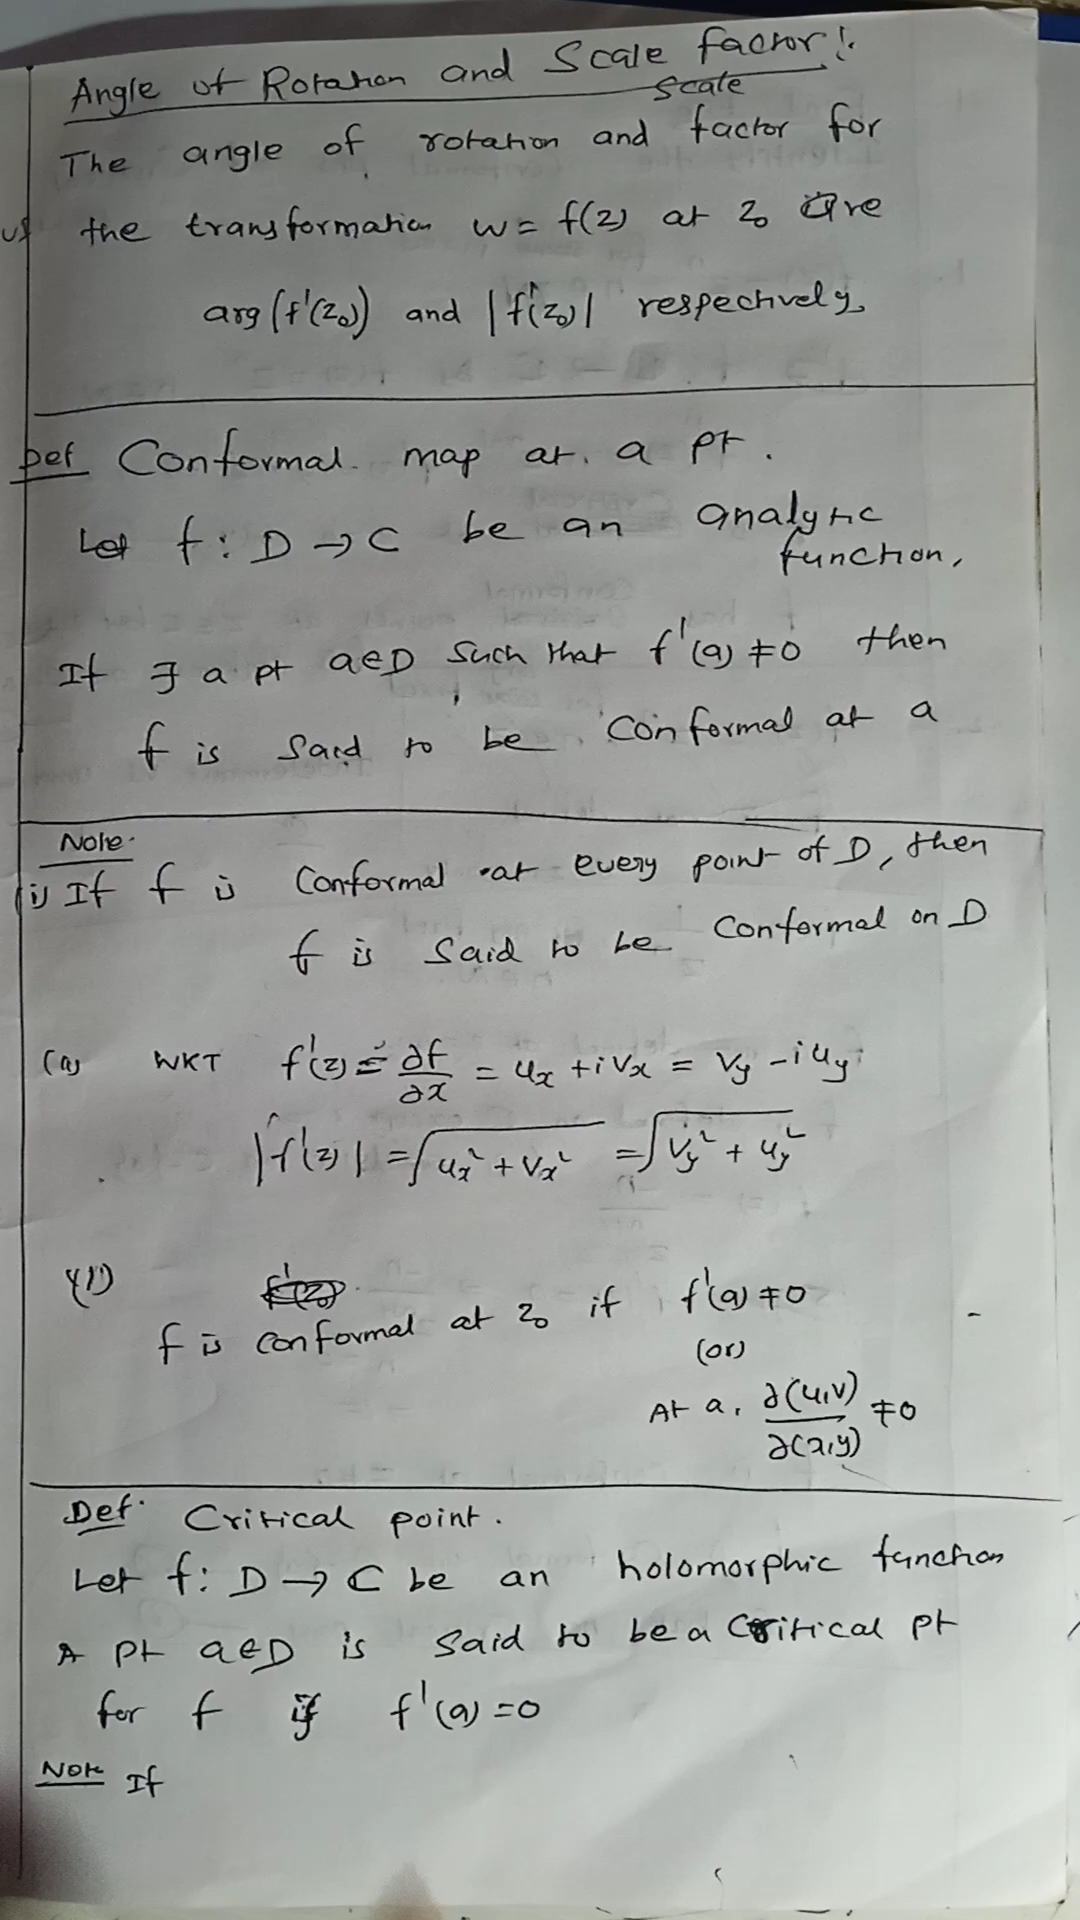 Angle of Rotation and Scale factor:
scale
The angle of rotation and factor for
the transformation w = f(z) at z₀ are
arg (f'(z₀)) and |f'(z₀)| respectively
Def Conformal map at a pt.
Let f : D → C be an analytic
function,
If ∃ a pt a∈D such that f'(a) ≠ 0 then
f is said to be conformal at a
Note:
(i) If f is Conformal at every point of D, then
f is said to be Conformal on D
WKT f'(z) = ∂f/∂x = uₓ + i vₓ = v_y − i u_y
|f'(z)| = √(uₓ² + vₓ²) = √(v_y² + u_y²)
f is conformal at z₀ if f'(a) ≠ 0
(or)
At a, ∂(u,v)/∂(x,y) ≠ 0
Def: Critical point.
Let f: D → C be an holomorphic function
A pt a∈D is said to be a Critical pt
for f if f'(a) = 0
Note If